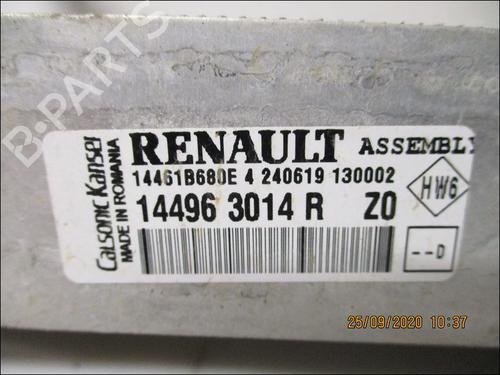 B-PARTS
Calsonic Kansei
MADE IN ROMANIA
RENAULT ASSEMBLY
14461B680E 4 240619 130002
14496 3014 R Z0
HW6
--D
25/09/2020 10:37